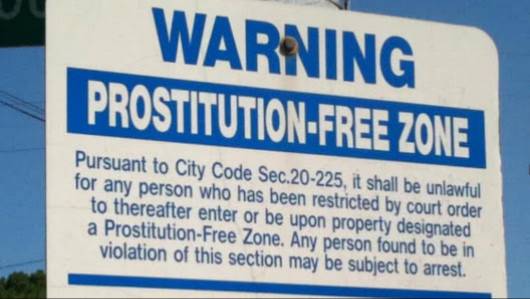 WARNING
PROSTITUTION-FREE ZONE
Pursuant to City Code Sec.20-225, it shall be unlawful
for any person who has been restricted by court order
to thereafter enter or be upon property designated
a Prostitution-Free Zone. Any person found to be in
violation of this section may be subject to arrest.